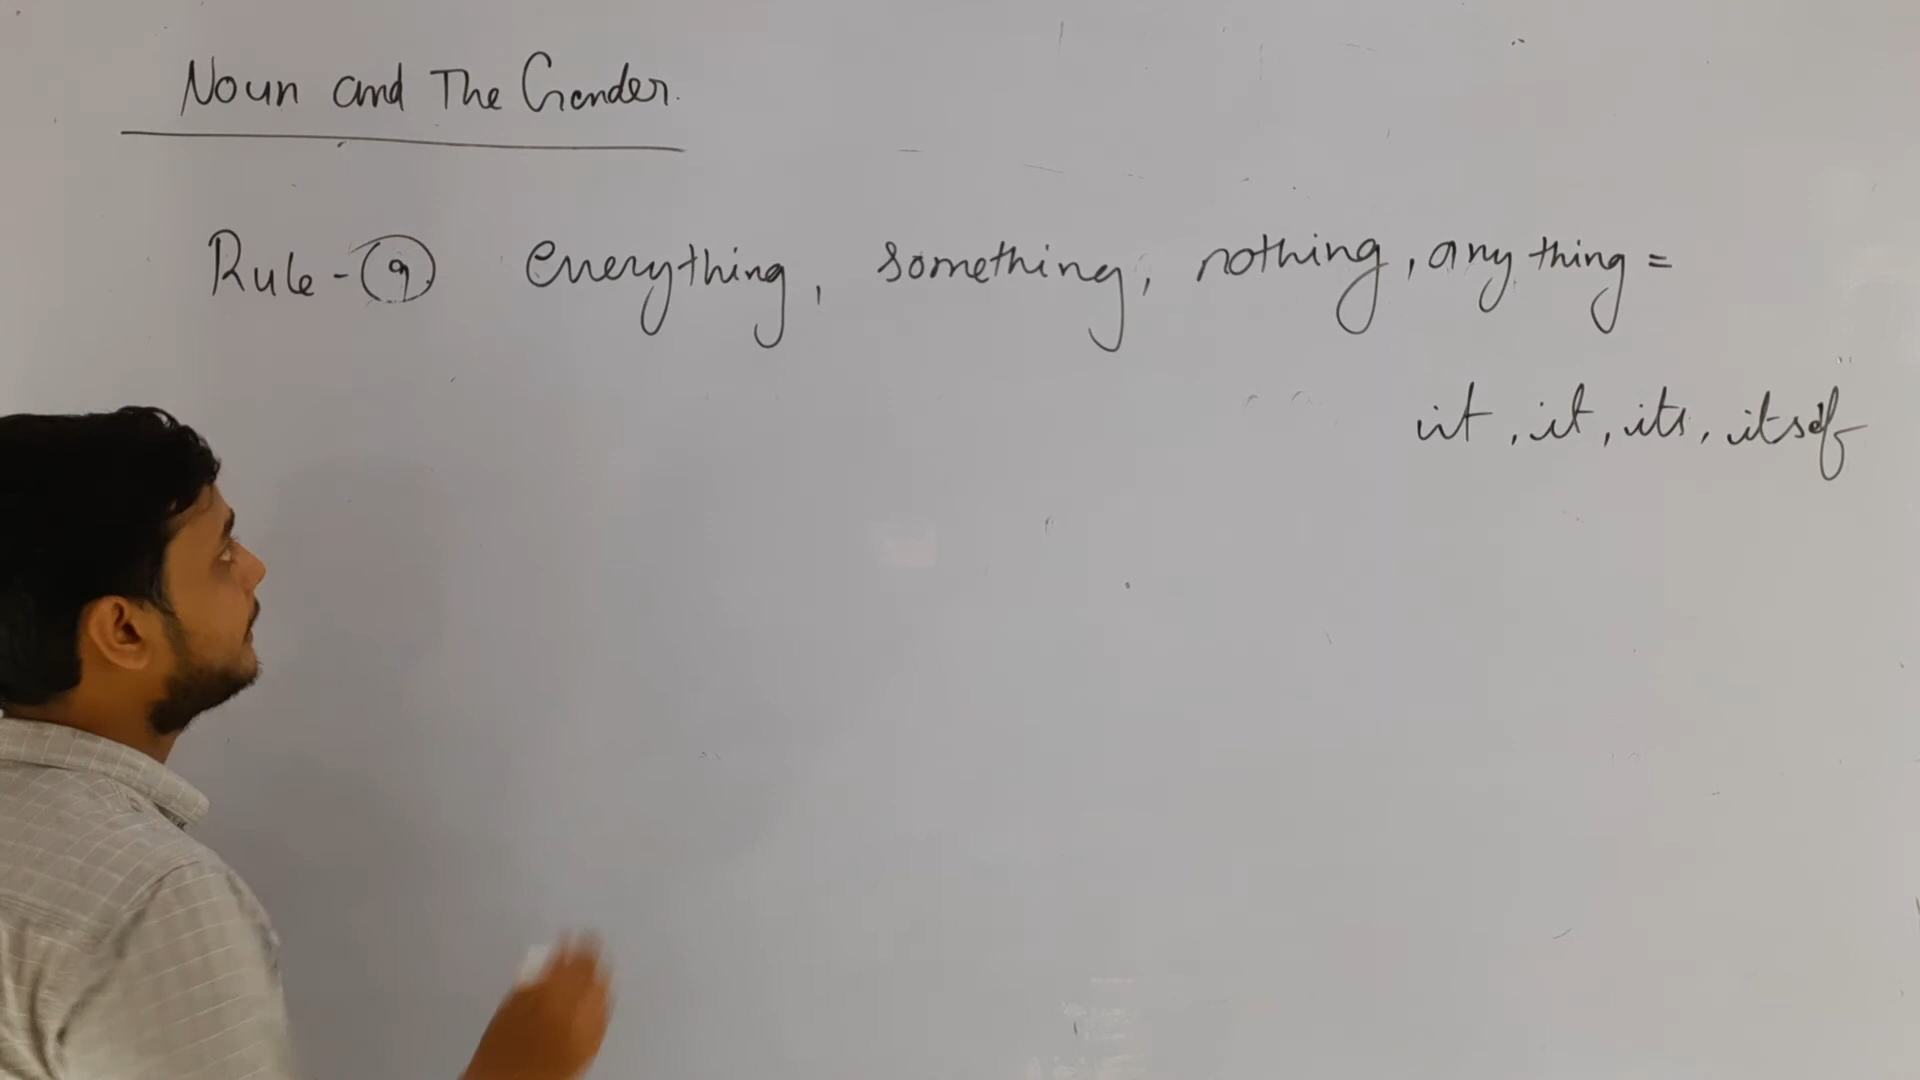 Noun and The Gender.
Rule - 9 everything, something, nothing, any thing =
it, it, its, itself